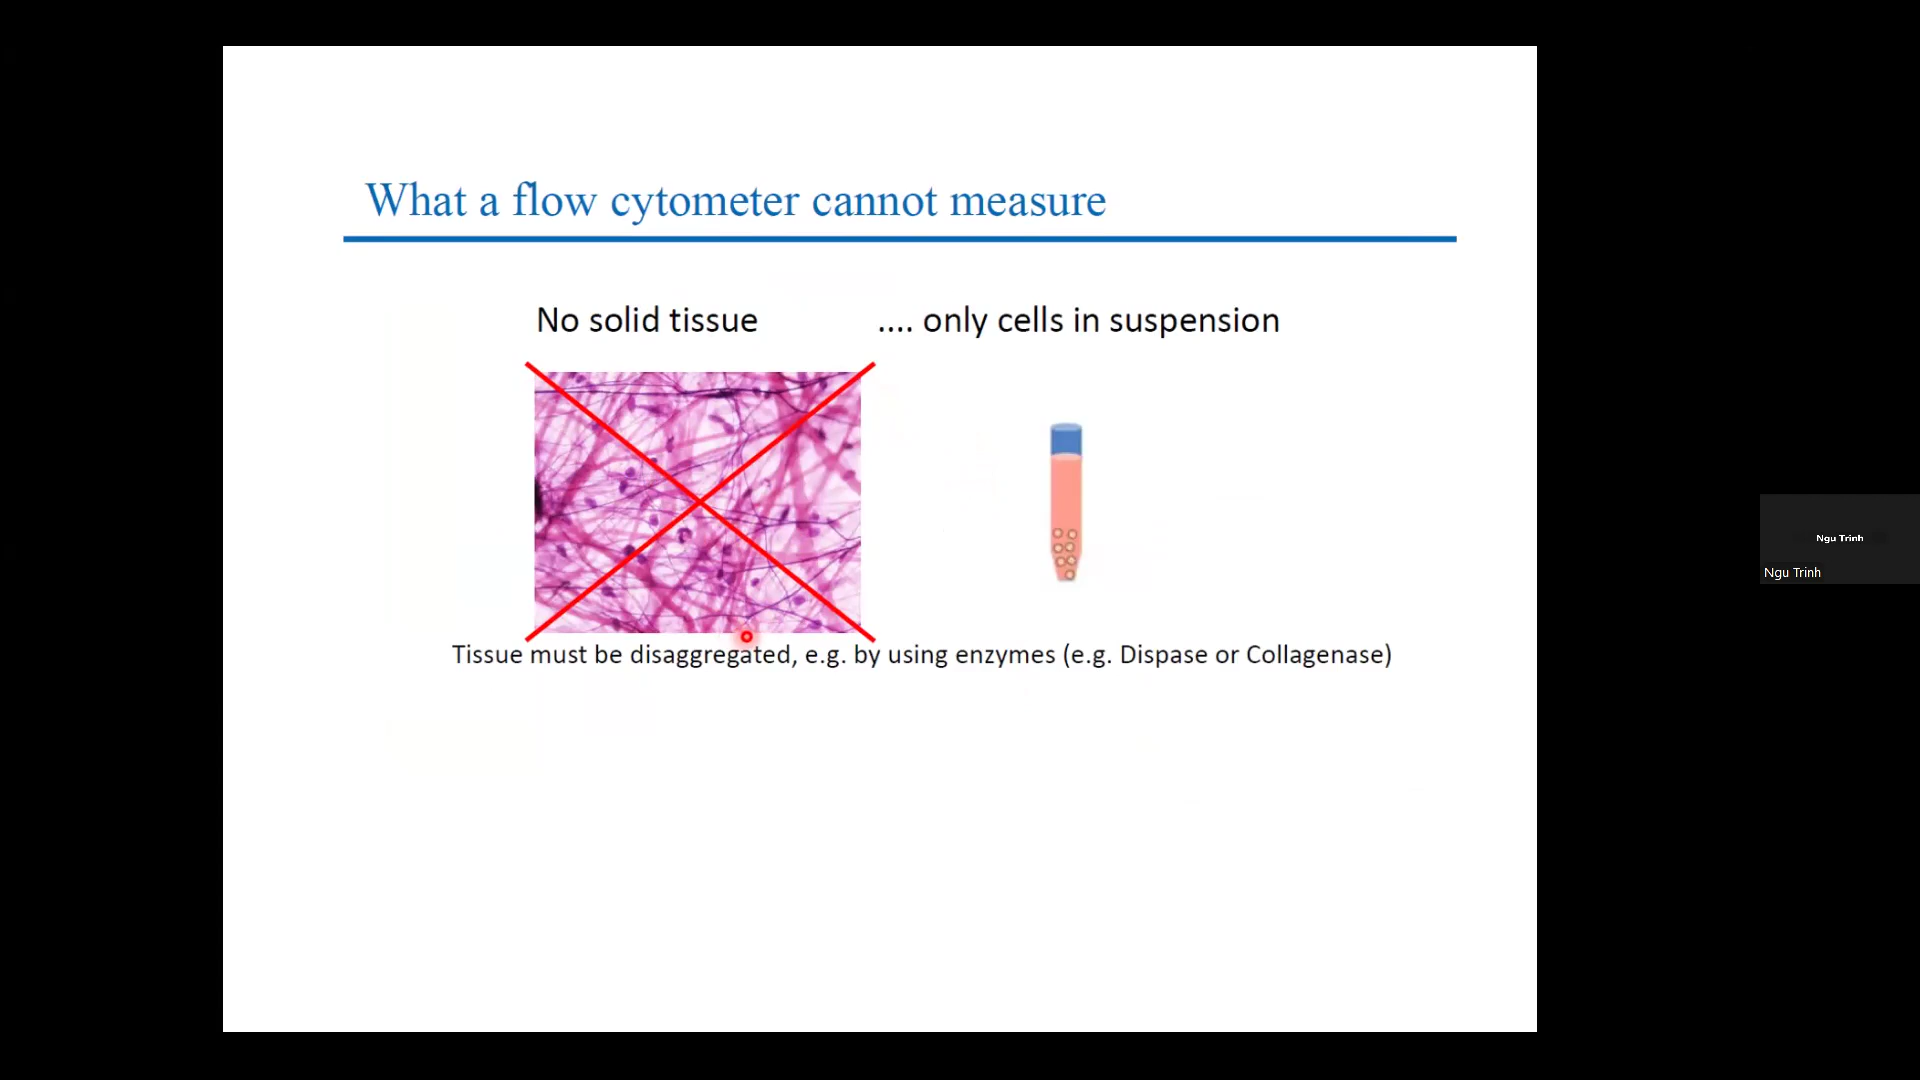 What a flow cytometer cannot measure
No solid tissue
.... only cells in suspension
Tissue must be disaggregated, e.g. by using enzymes (e.g. Dispase or Collagenase)
Ngu Trinh
Ngu Trinh